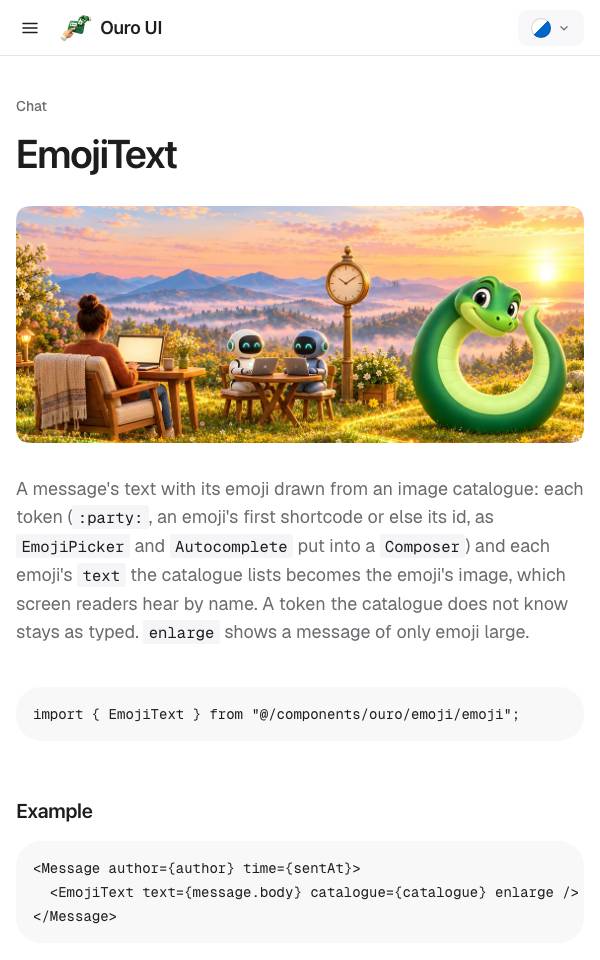 Ouro UI
Chat
EmojiText
A message's text with its emoji drawn from an image catalogue: each
token ( :party: , an emoji's first shortcode or else its id, as
EmojiPicker and Autocomplete put into a Composer ) and each
emoji's text the catalogue lists becomes the emoji's image, which
screen readers hear by name. A token the catalogue does not know
stays as typed. enlarge shows a message of only emoji large.
import { EmojiText } from "@/components/ouro/emoji/emoji";
Example
<Message author={author} time={sentAt}>
  <EmojiText text={message.body} catalogue={catalogue} enlarge />
</Message>